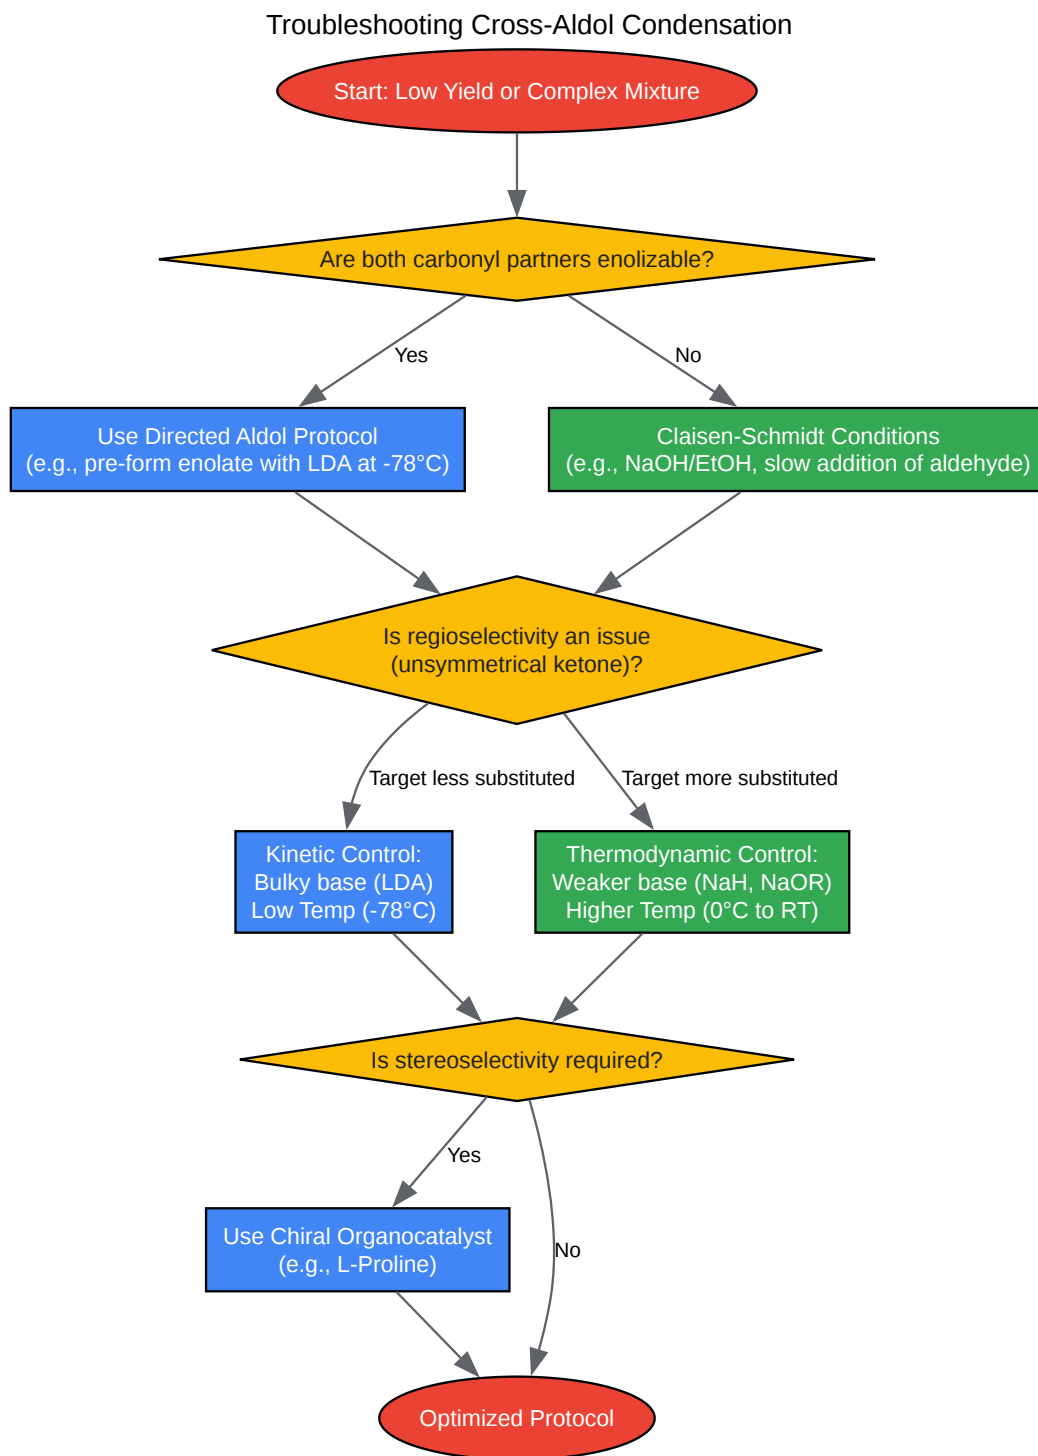 Troubleshooting Cross-Aldol Condensation
Start: Low Yield or Complex Mixture
Are both carbonyl partners enolizable?
Yes
No
Use Directed Aldol Protocol
(e.g., pre-form enolate with LDA at -78°C)
Claisen-Schmidt Conditions
(e.g., NaOH/EtOH, slow addition of aldehyde)
Is regioselectivity an issue
(unsymmetrical ketone)?
Target less substituted
Target more substituted
Kinetic Control:
Bulky base (LDA)
Low Temp (-78°C)
Thermodynamic Control:
Weaker base (NaH, NaOR)
Higher Temp (0°C to RT)
Is stereoselectivity required?
Yes
No
Use Chiral Organocatalyst
(e.g., L-Proline)
Optimized Protocol